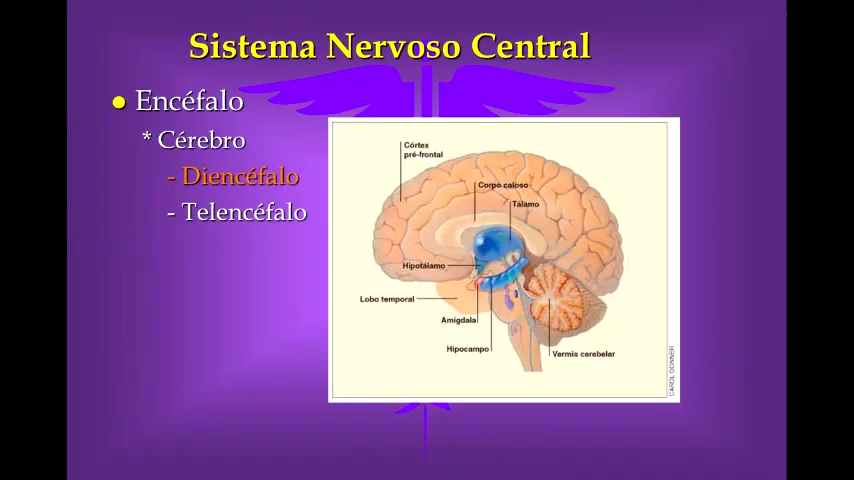 Sistema Nervoso Central
● Encéfalo
* Cérebro
- Diencéfalo
- Telencéfalo
Córtex
pré-frontal
Corpo caloso
Tálamo
Hipotálamo
Lobo temporal
Amígdala
Hipocampo
Vermis cerebelar
CAROL DONNER